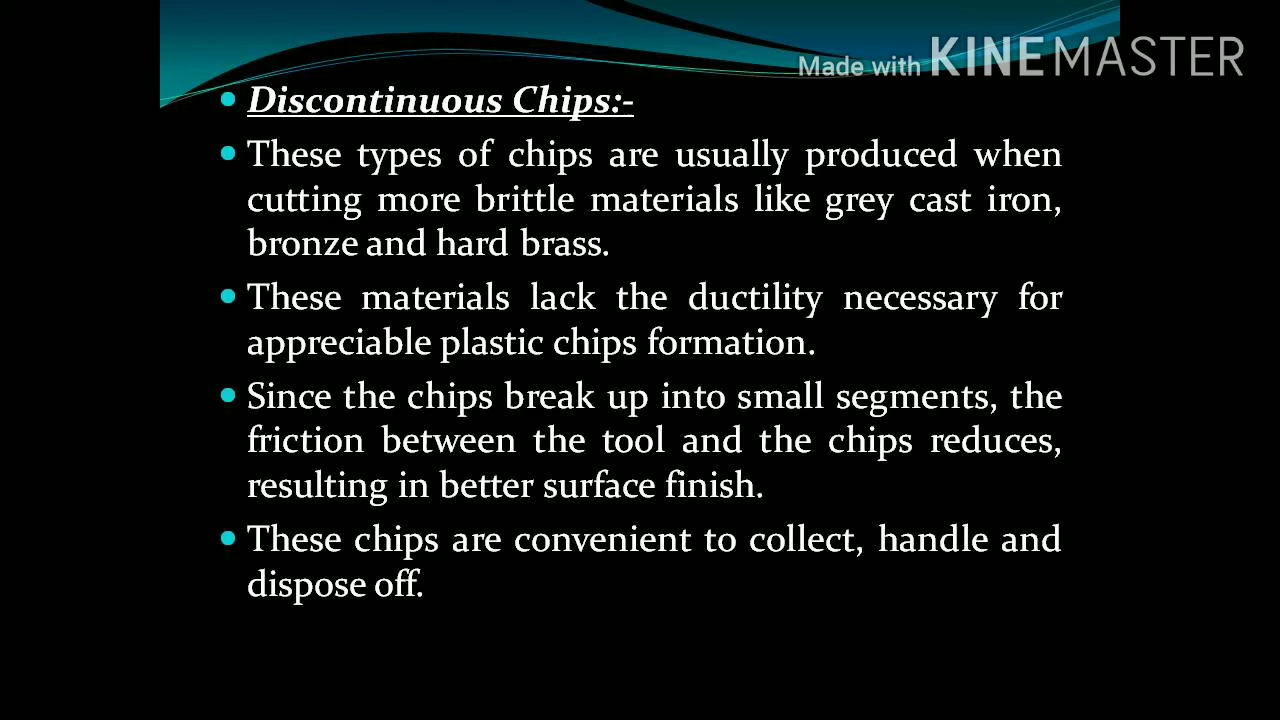 Made with KINEMASTER
Discontinuous Chips:-
These types of chips are usually produced when
cutting more brittle materials like grey cast iron,
bronze and hard brass.
These materials lack the ductility necessary for
appreciable plastic chips formation.
Since the chips break up into small segments, the
friction between the tool and the chips reduces,
resulting in better surface finish.
These chips are convenient to collect, handle and
dispose off.